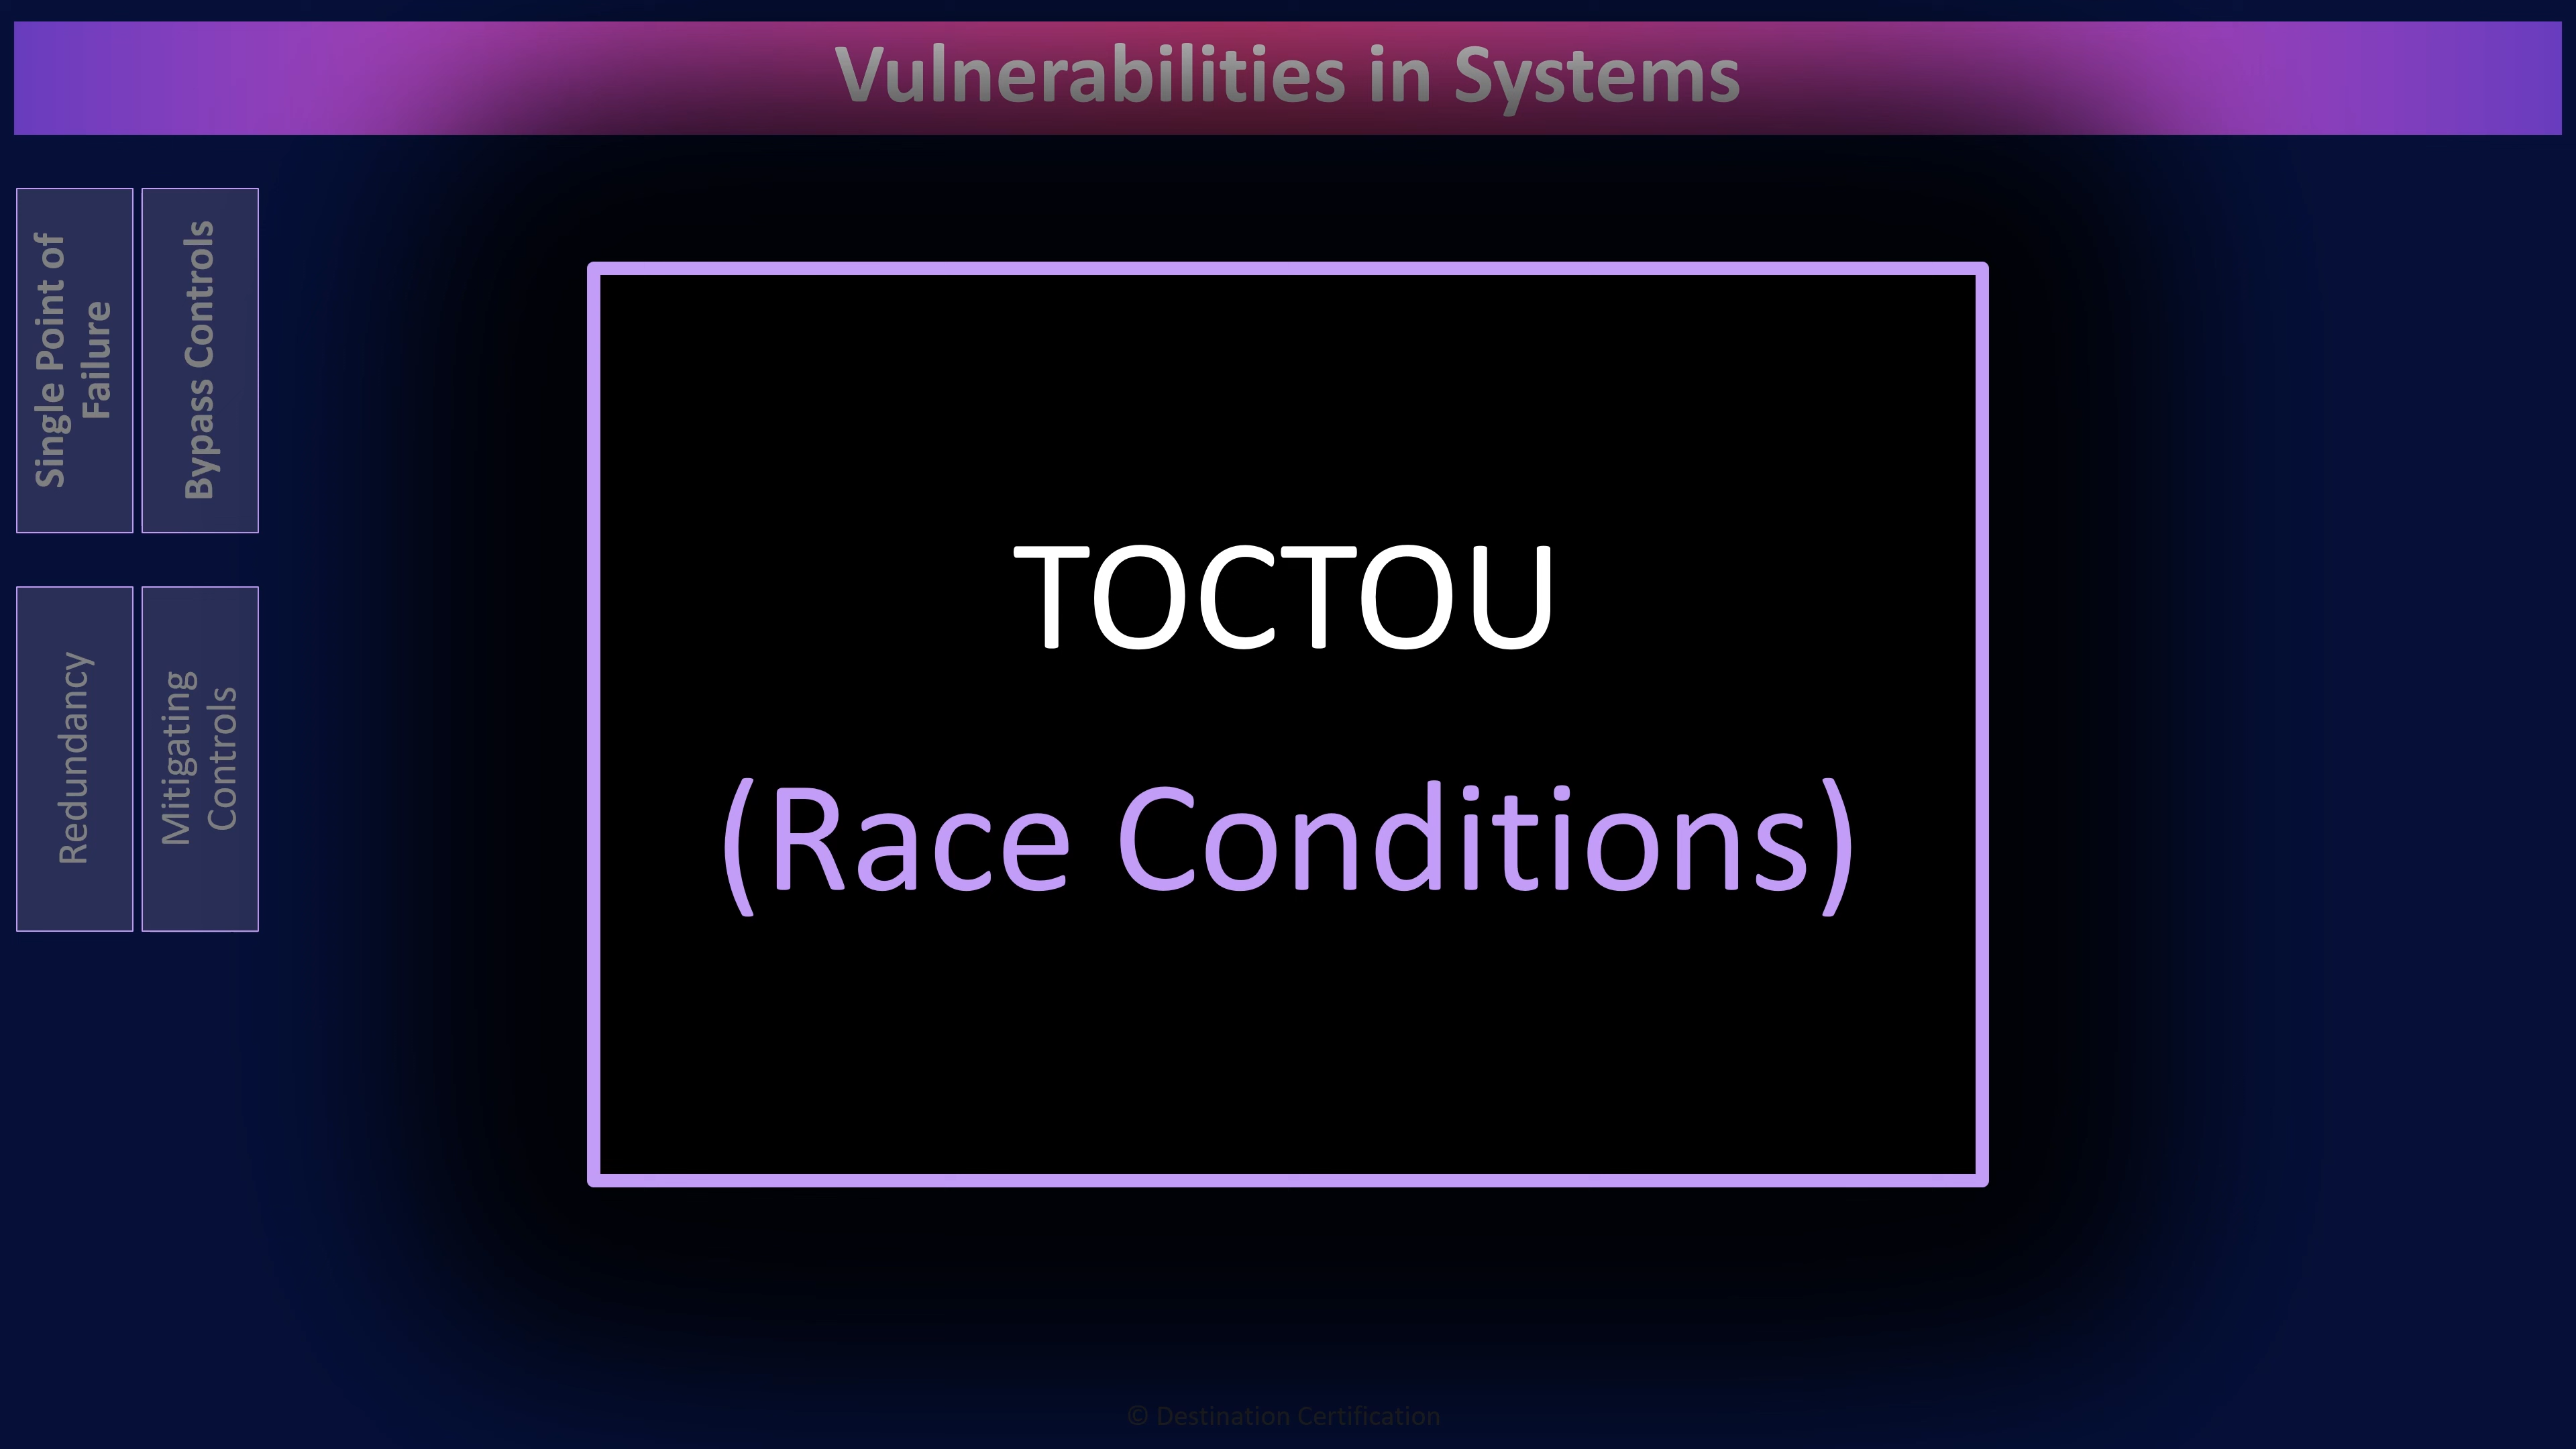 Vulnerabilities in Systems
Single Point of
Failure
Bypass Controls
Redundancy
Mitigating
Controls
TOCTOU
(Race Conditions)
© Destination Certification